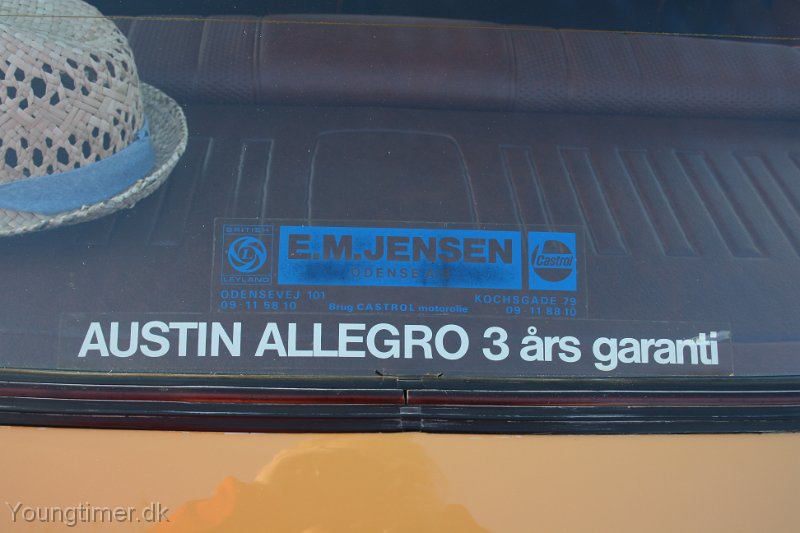 BRITISH
L
LEYLAND
E.M.JENSEN
ODENSE A/S
Castrol
ODENSEVEJ 101
09-11 58 10
Brug CASTROL motorolie
KOCHSGADE 79
09-11 88 10
AUSTIN ALLEGRO 3 års garanti
Youngtimer.dk